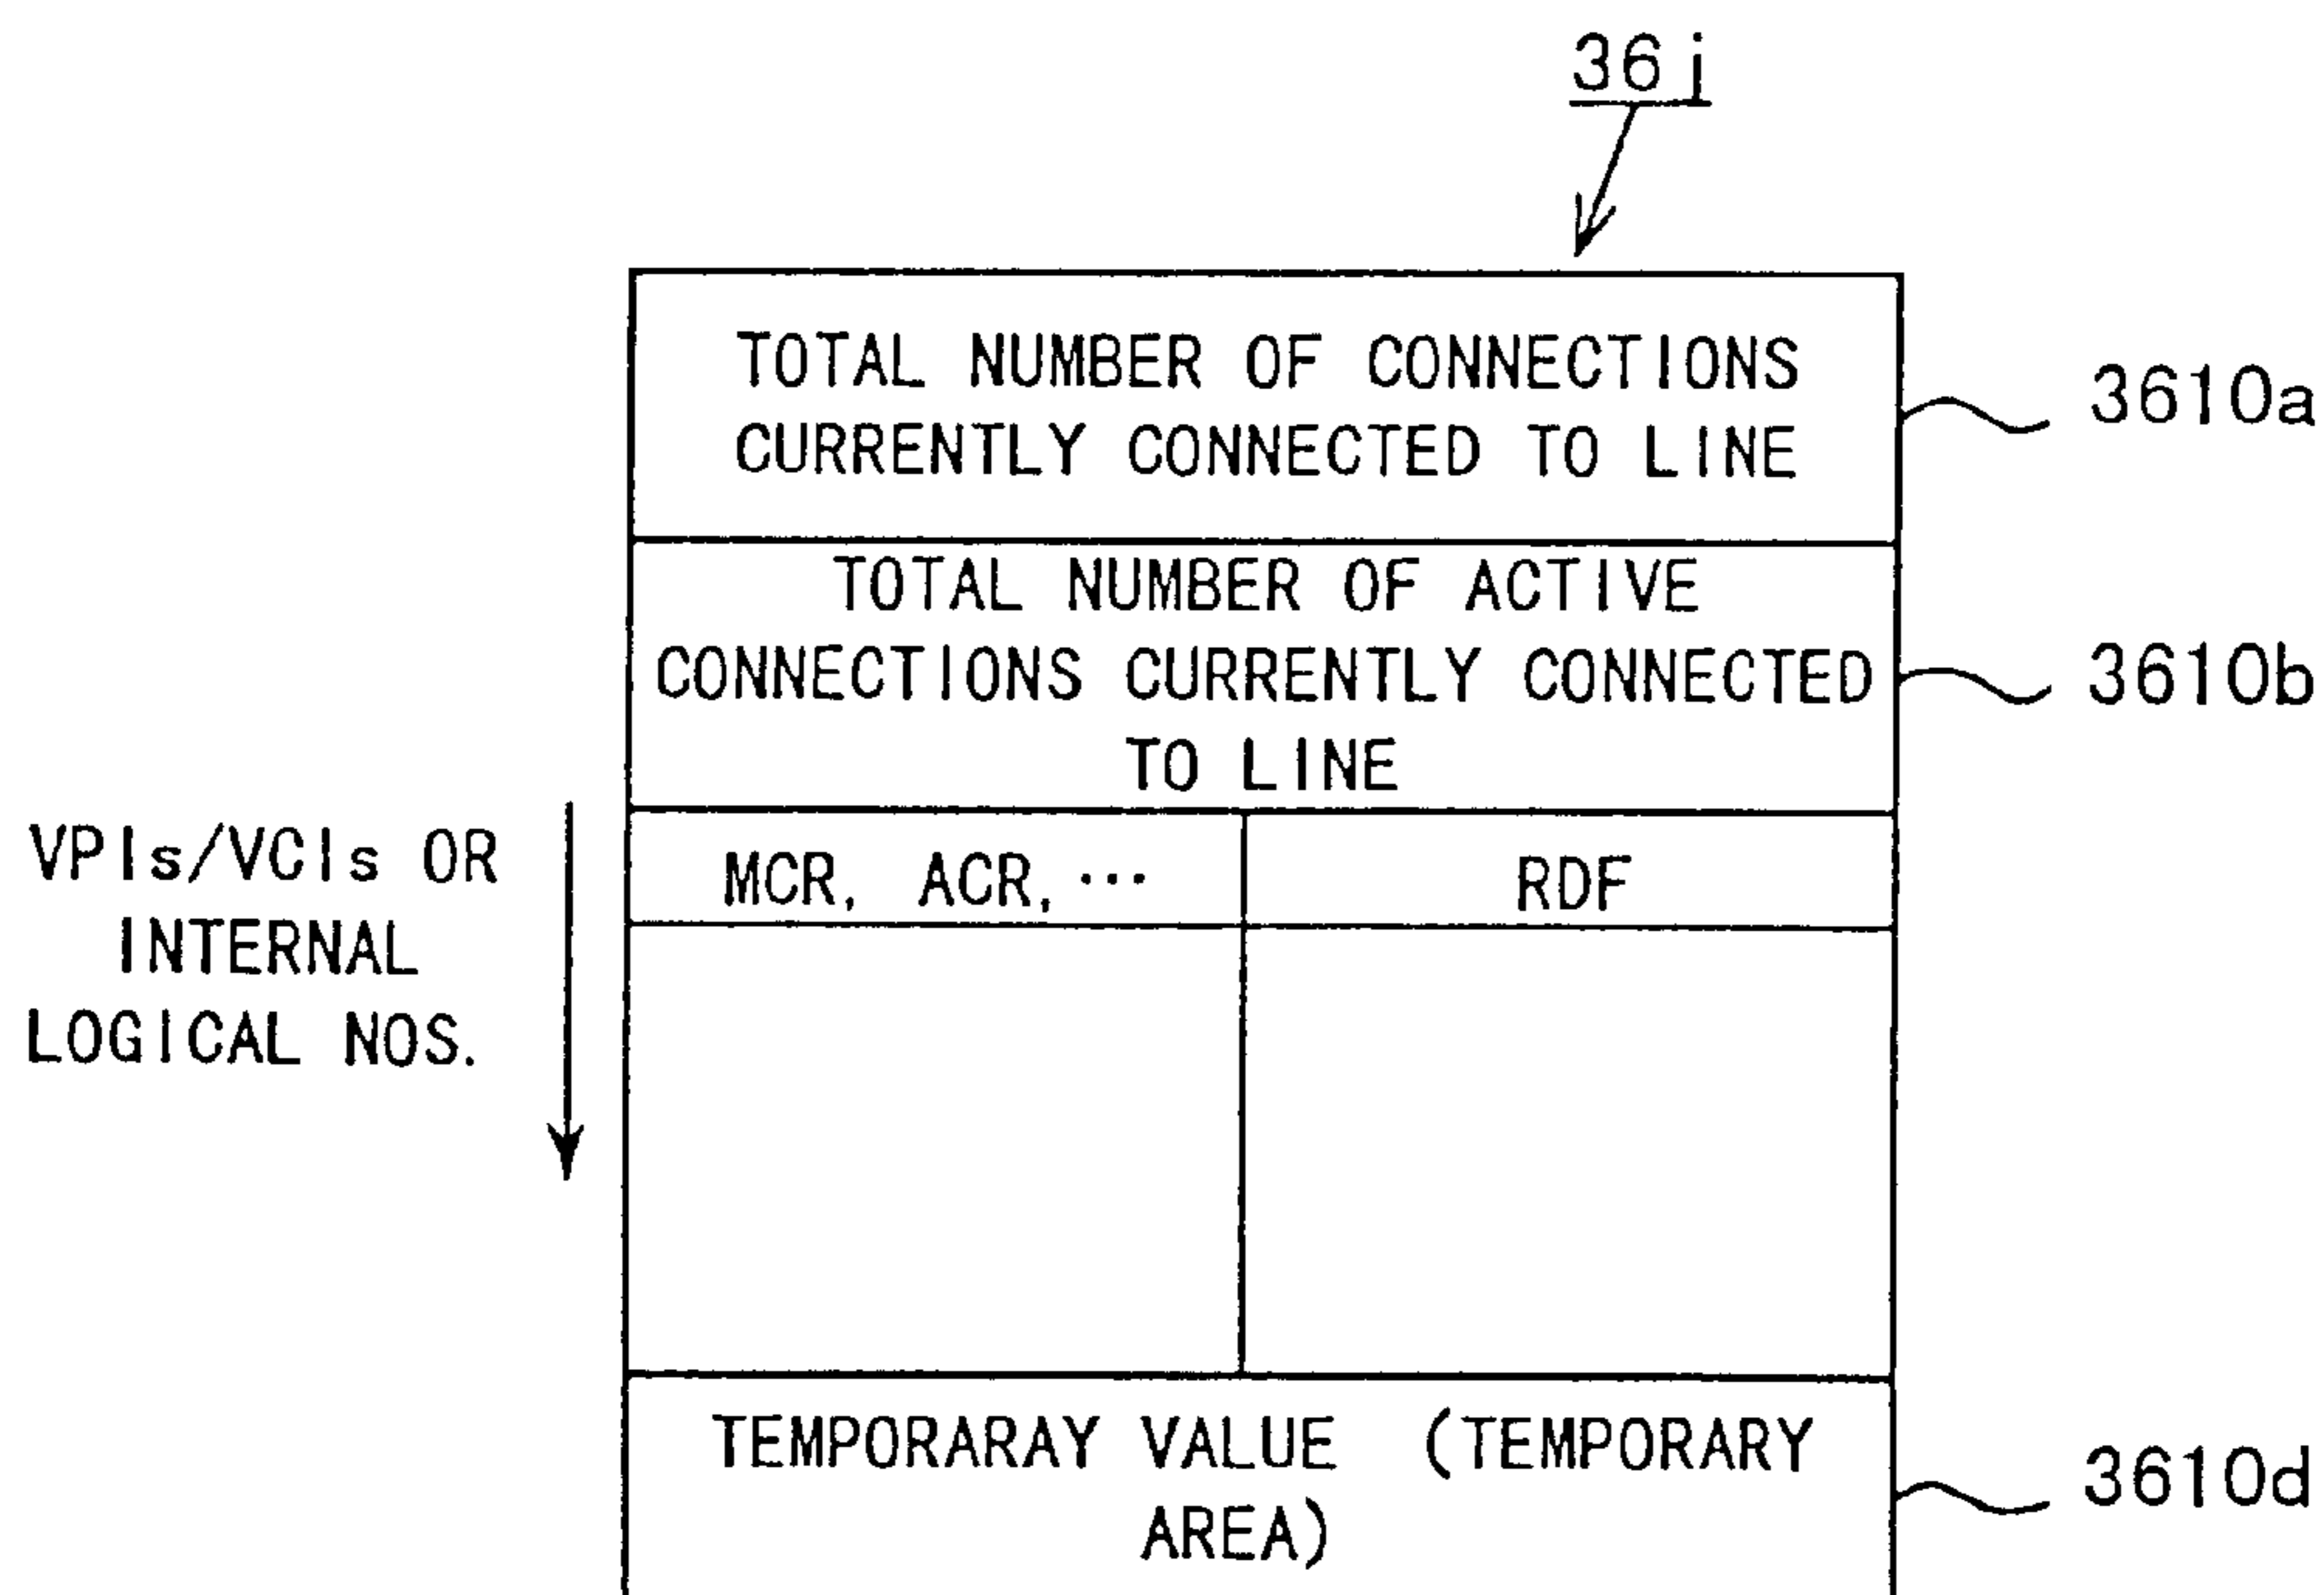 36j
TOTAL NUMBER OF CONNECTIONS
CURRENTLY CONNECTED TO LINE
3610a
TOTAL NUMBER OF ACTIVE
CONNECTIONS CURRENTLY CONNECTED
TO LINE
3610b
VPIs/VCIs OR
INTERNAL
LOGICAL NOS.
MCR, ACR, ···
RDF
TEMPORARAY VALUE (TEMPORARY
AREA)
3610d